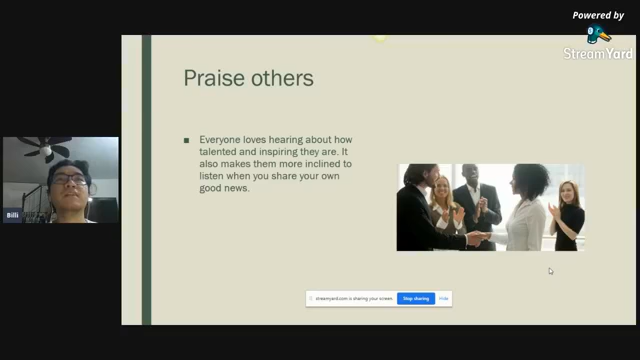 Powered by
StreamYard
Praise others
Everyone loves hearing about how
talented and inspiring they are. It
also makes them more inclined to
listen when you share your own
good news.
Billi
streamyard.com is sharing your screen.
Stop sharing
Hide